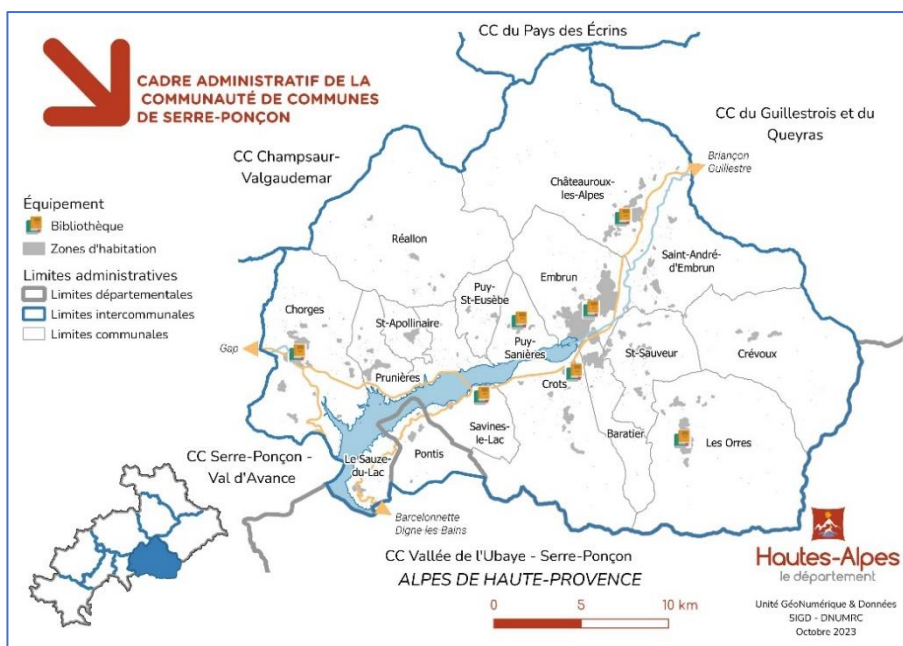 CC du Pays des Écrins
CADRE ADMINISTRATIF DE LA
COMMUNAUTÉ DE COMMUNES
DE SERRE-PONÇON
CC du Guillestrois et du
Queyras
CC Champsaur-
Valgaudemar
Briançon
Guillestre
Châteauroux-
les-Alpes
Équipement
Bibliothèque
Zones d'habitation
Limites administratives
Limites départementales
Limites intercommunales
Limites communales
Réallon
Saint-André-
d'Embrun
Embrun
Puy-
St-Eusèbe
Chorges
St-Apollinaire
Puy-
Sanières
St-Sauveur
Crévoux
Gap
Prunières
Crots
Savines-
le-Lac
Baratier
Les Orres
Le Sauze-
du-Lac
Pontis
CC Serre-Ponçon -
Val d'Avance
Barcelonnette
Digne les Bains
CC Vallée de l'Ubaye - Serre-Ponçon
ALPES DE HAUTE-PROVENCE
0 5 10 km
Hautes-Alpes
le département
Unité GéoNumérique & Données
SIGD - DNUMRC
Octobre 2023